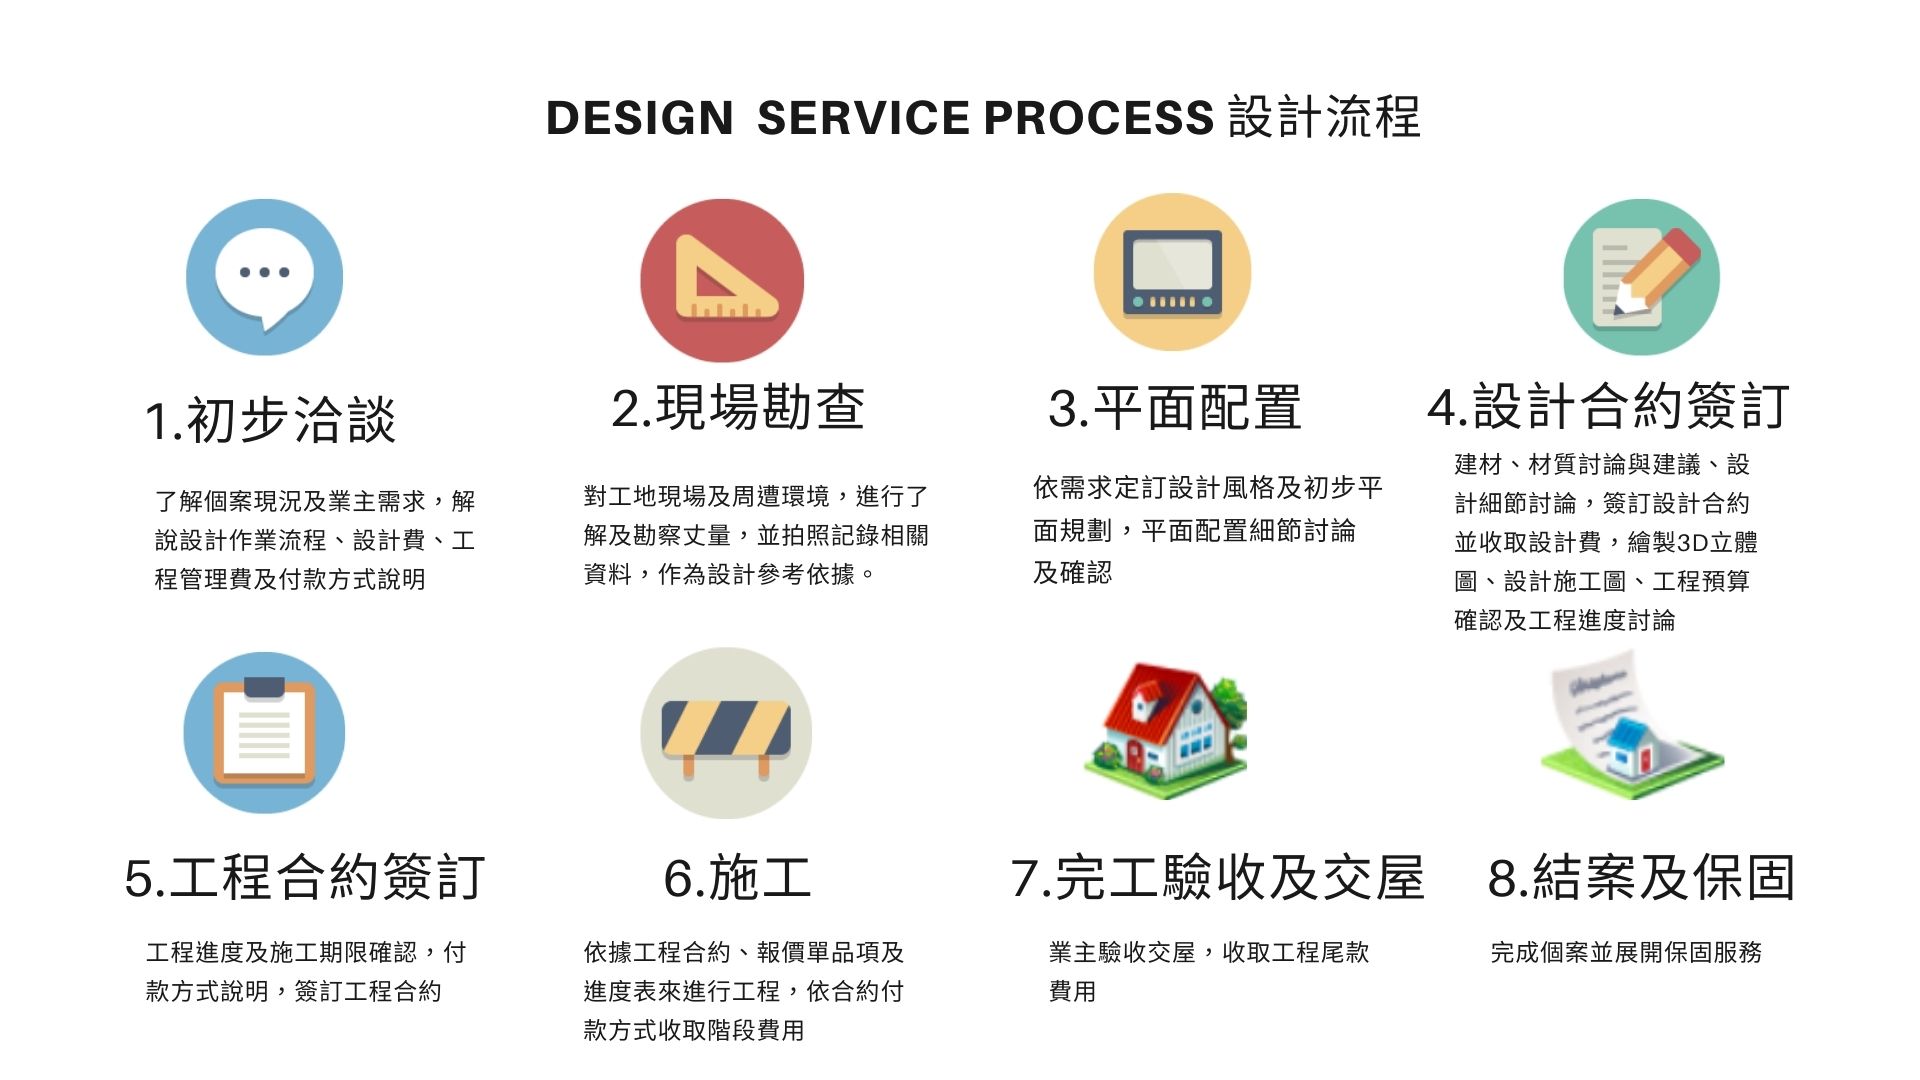 DESIGN SERVICE PROCESS 設計流程
1.初步洽談
了解個案現況及業主需求，解
說設計作業流程、設計費、工
程管理費及付款方式說明
2.現場勘查
對工地現場及周遭環境，進行了
解及勘察丈量，並拍照記錄相關
資料，作為設計參考依據。
3.平面配置
依需求定訂設計風格及初步平
面規劃，平面配置細節討論
及確認
4.設計合約簽訂
建材、材質討論與建議、設
計細節討論，簽訂設計合約
並收取設計費，繪製3D立體
圖、設計施工圖、工程預算
確認及工程進度討論
5.工程合約簽訂
工程進度及施工期限確認，付
款方式說明，簽訂工程合約
6.施工
依據工程合約、報價單品項及
進度表來進行工程，依合約付
款方式收取階段費用
7.完工驗收及交屋
業主驗收交屋，收取工程尾款
費用
8.結案及保固
完成個案並展開保固服務